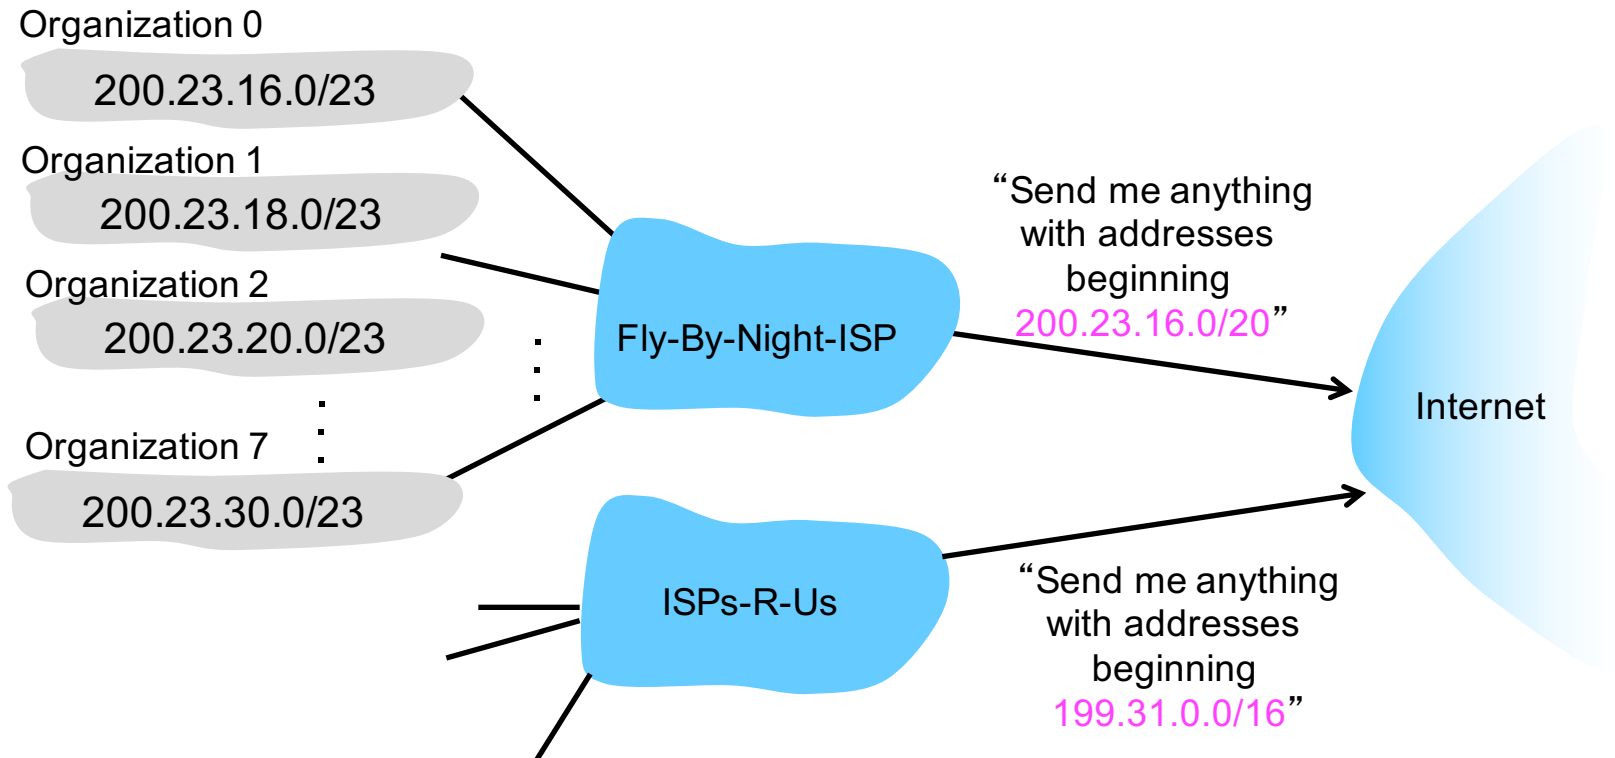 Organization 0
200.23.16.0/23
Organization 1
200.23.18.0/23
Organization 2
200.23.20.0/23
Organization 7
200.23.30.0/23
Fly-By-Night-ISP
“Send me anything
with addresses
beginning
200.23.16.0/20”
ISPs-R-Us
“Send me anything
with addresses
beginning
199.31.0.0/16”
Internet